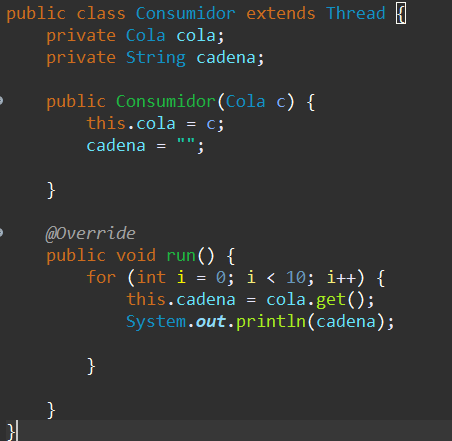 public class Consumidor extends Thread {
    private Cola cola;
    private String cadena;
    public Consumidor(Cola c) {
        this.cola = c;
        cadena = "";
    }
    @Override
    public void run() {
        for (int i = 0; i < 10; i++) {
            this.cadena = cola.get();
            System.out.println(cadena);
        }
    }
}